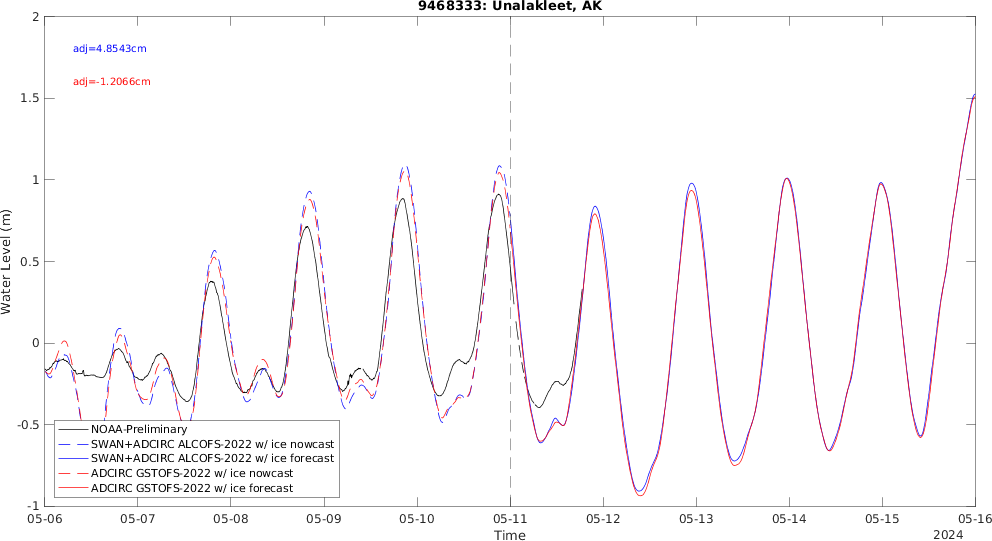 9468333: Unalakleet, AK
adj=4.8543cm
adj=-1.2066cm
2
1.5
1
0.5
0
-0.5
-1
Water Level (m)
NOAA-Preliminary
SWAN+ADCIRC ALCOFS-2022 w/ ice nowcast
SWAN+ADCIRC ALCOFS-2022 w/ ice forecast
ADCIRC GSTOFS-2022 w/ ice nowcast
ADCIRC GSTOFS-2022 w/ ice forecast
05-06 05-07 05-08 05-09 05-10 05-11 05-12 05-13 05-14 05-15 05-16
Time
2024